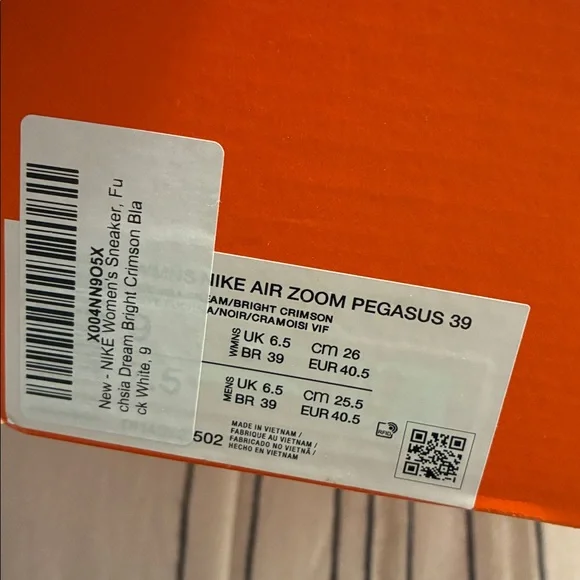 X004NN9O5X
New - NIKE Women's Sneaker, Fu
chsia Dream Bright Crimson Bla
ck White, 9
NIKE AIR ZOOM PEGASUS 39
EAM/BRIGHT CRIMSON
A/NOIR/CRAMOISI VIF
WMNS UK 6.5 cm 26
BR 39 EUR 40.5
MENS UK 6.5 cm 25.5
BR 39 EUR 40.5
502
MADE IN VIETNAM /
FABRIQUE AU VIETNAM /
FABRICADO NO VIETNÃ /
HECHO EN VIETNAM
RFID